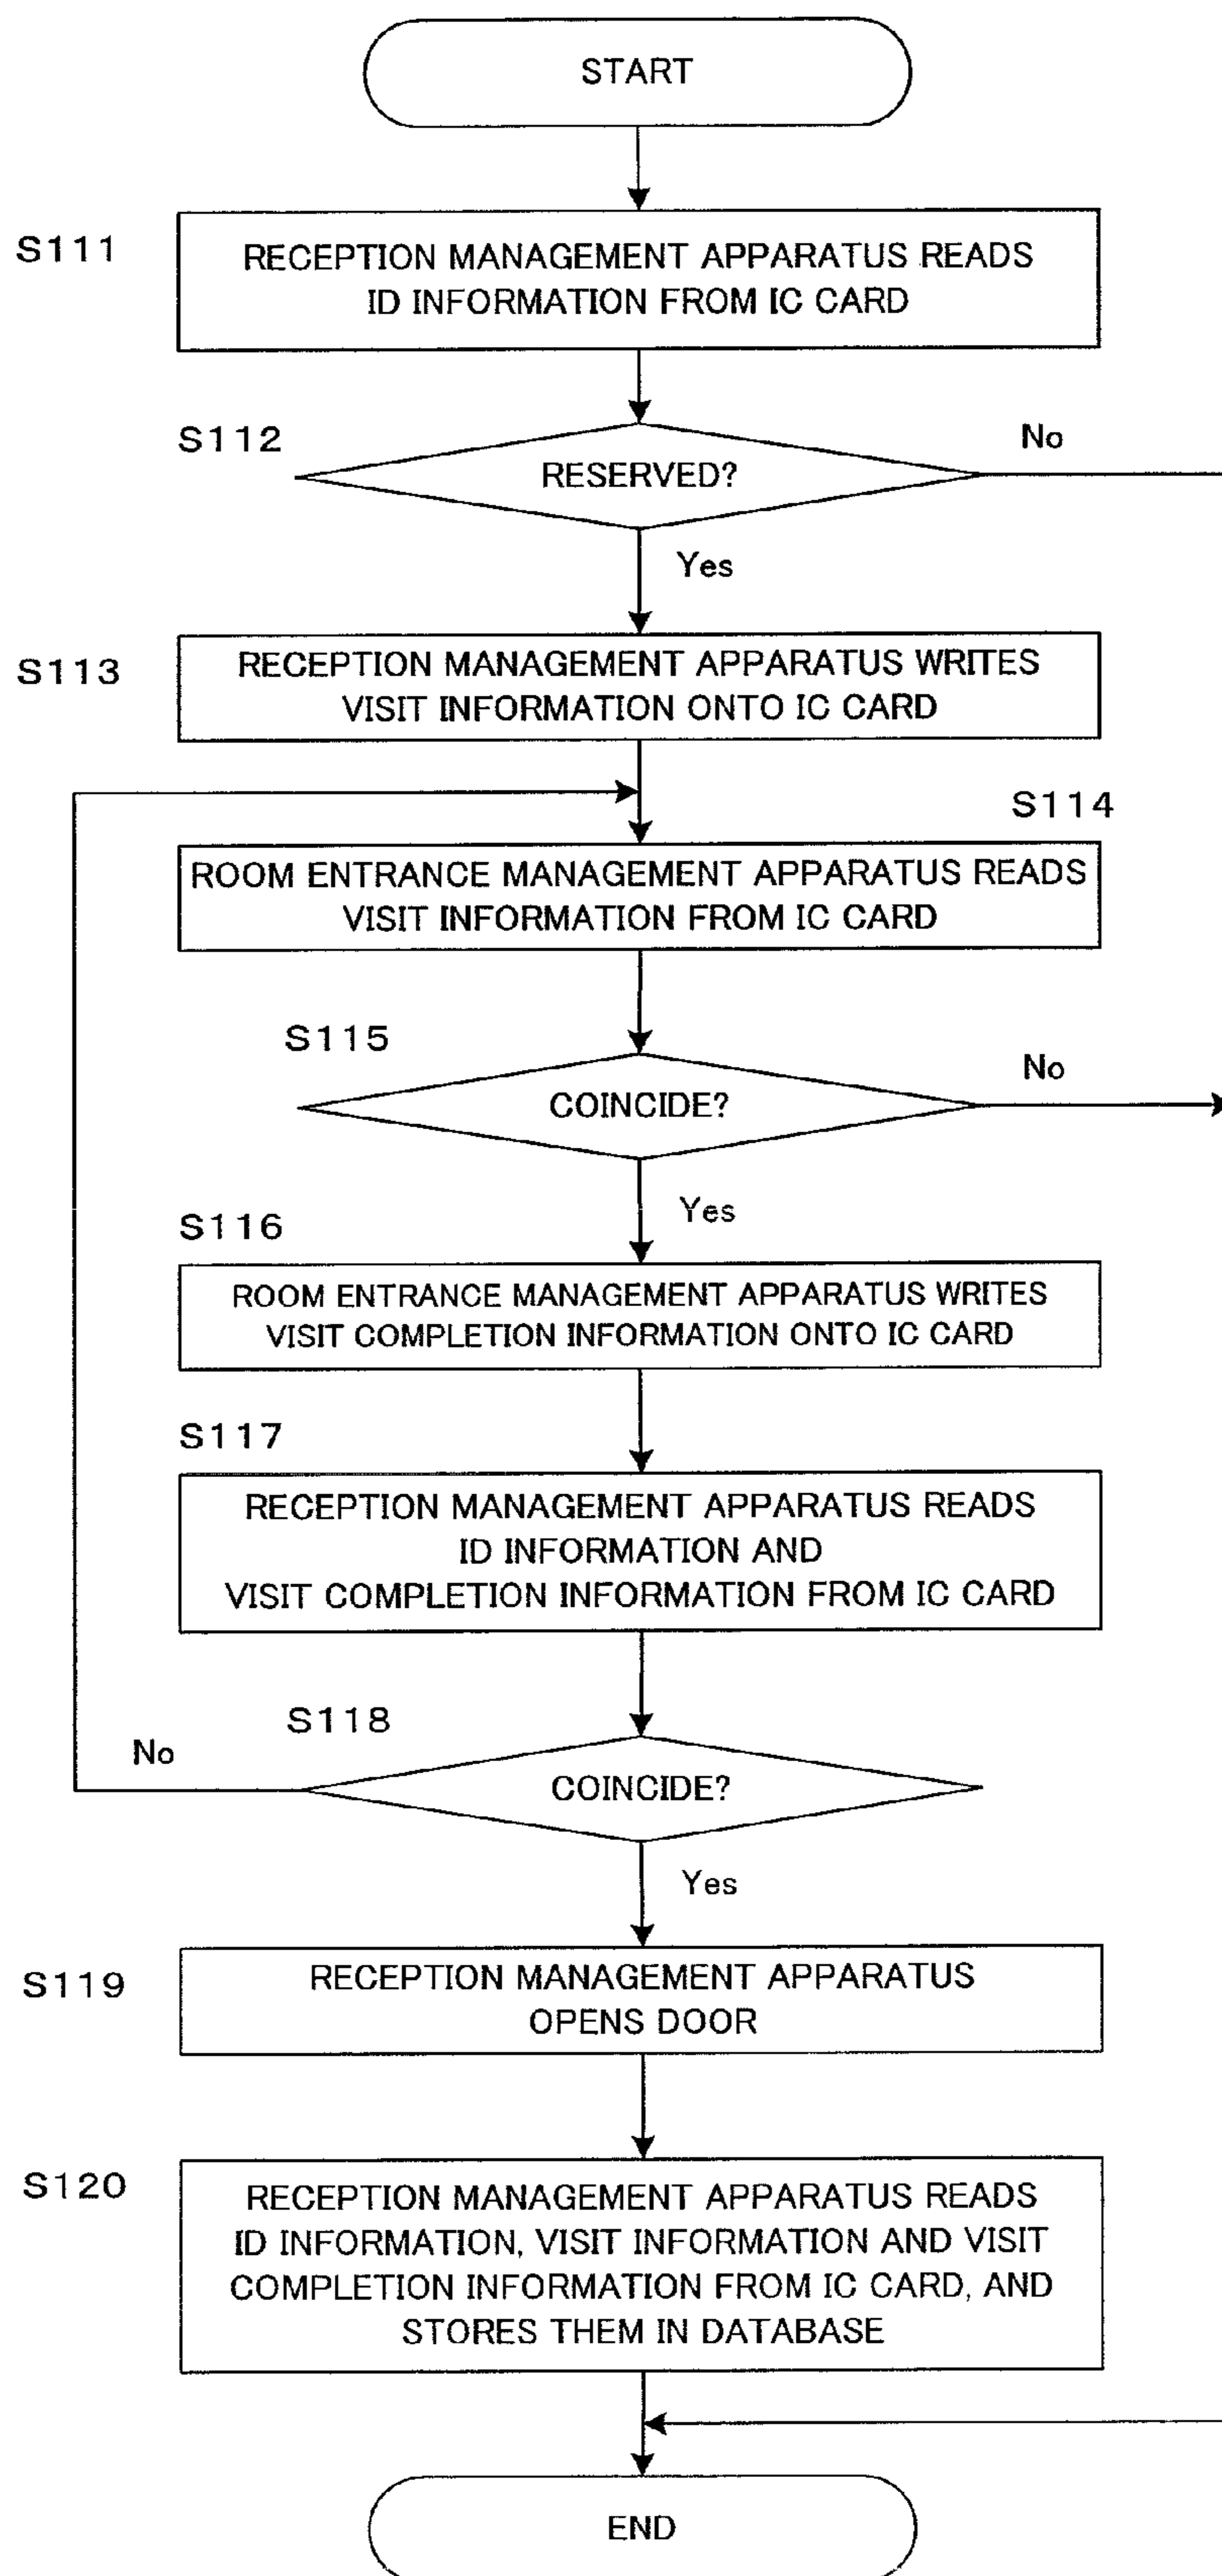 START
S111
RECEPTION MANAGEMENT APPARATUS READS
ID INFORMATION FROM IC CARD
S112
RESERVED?
No
Yes
S113
RECEPTION MANAGEMENT APPARATUS WRITES
VISIT INFORMATION ONTO IC CARD
S114
ROOM ENTRANCE MANAGEMENT APPARATUS READS
VISIT INFORMATION FROM IC CARD
S115
COINCIDE?
No
Yes
S116
ROOM ENTRANCE MANAGEMENT APPARATUS WRITES
VISIT COMPLETION INFORMATION ONTO IC CARD
S117
RECEPTION MANAGEMENT APPARATUS READS
ID INFORMATION AND
VISIT COMPLETION INFORMATION FROM IC CARD
S118
No
COINCIDE?
Yes
S119
RECEPTION MANAGEMENT APPARATUS
OPENS DOOR
S120
RECEPTION MANAGEMENT APPARATUS READS
ID INFORMATION, VISIT INFORMATION AND VISIT
COMPLETION INFORMATION FROM IC CARD, AND
STORES THEM IN DATABASE
END